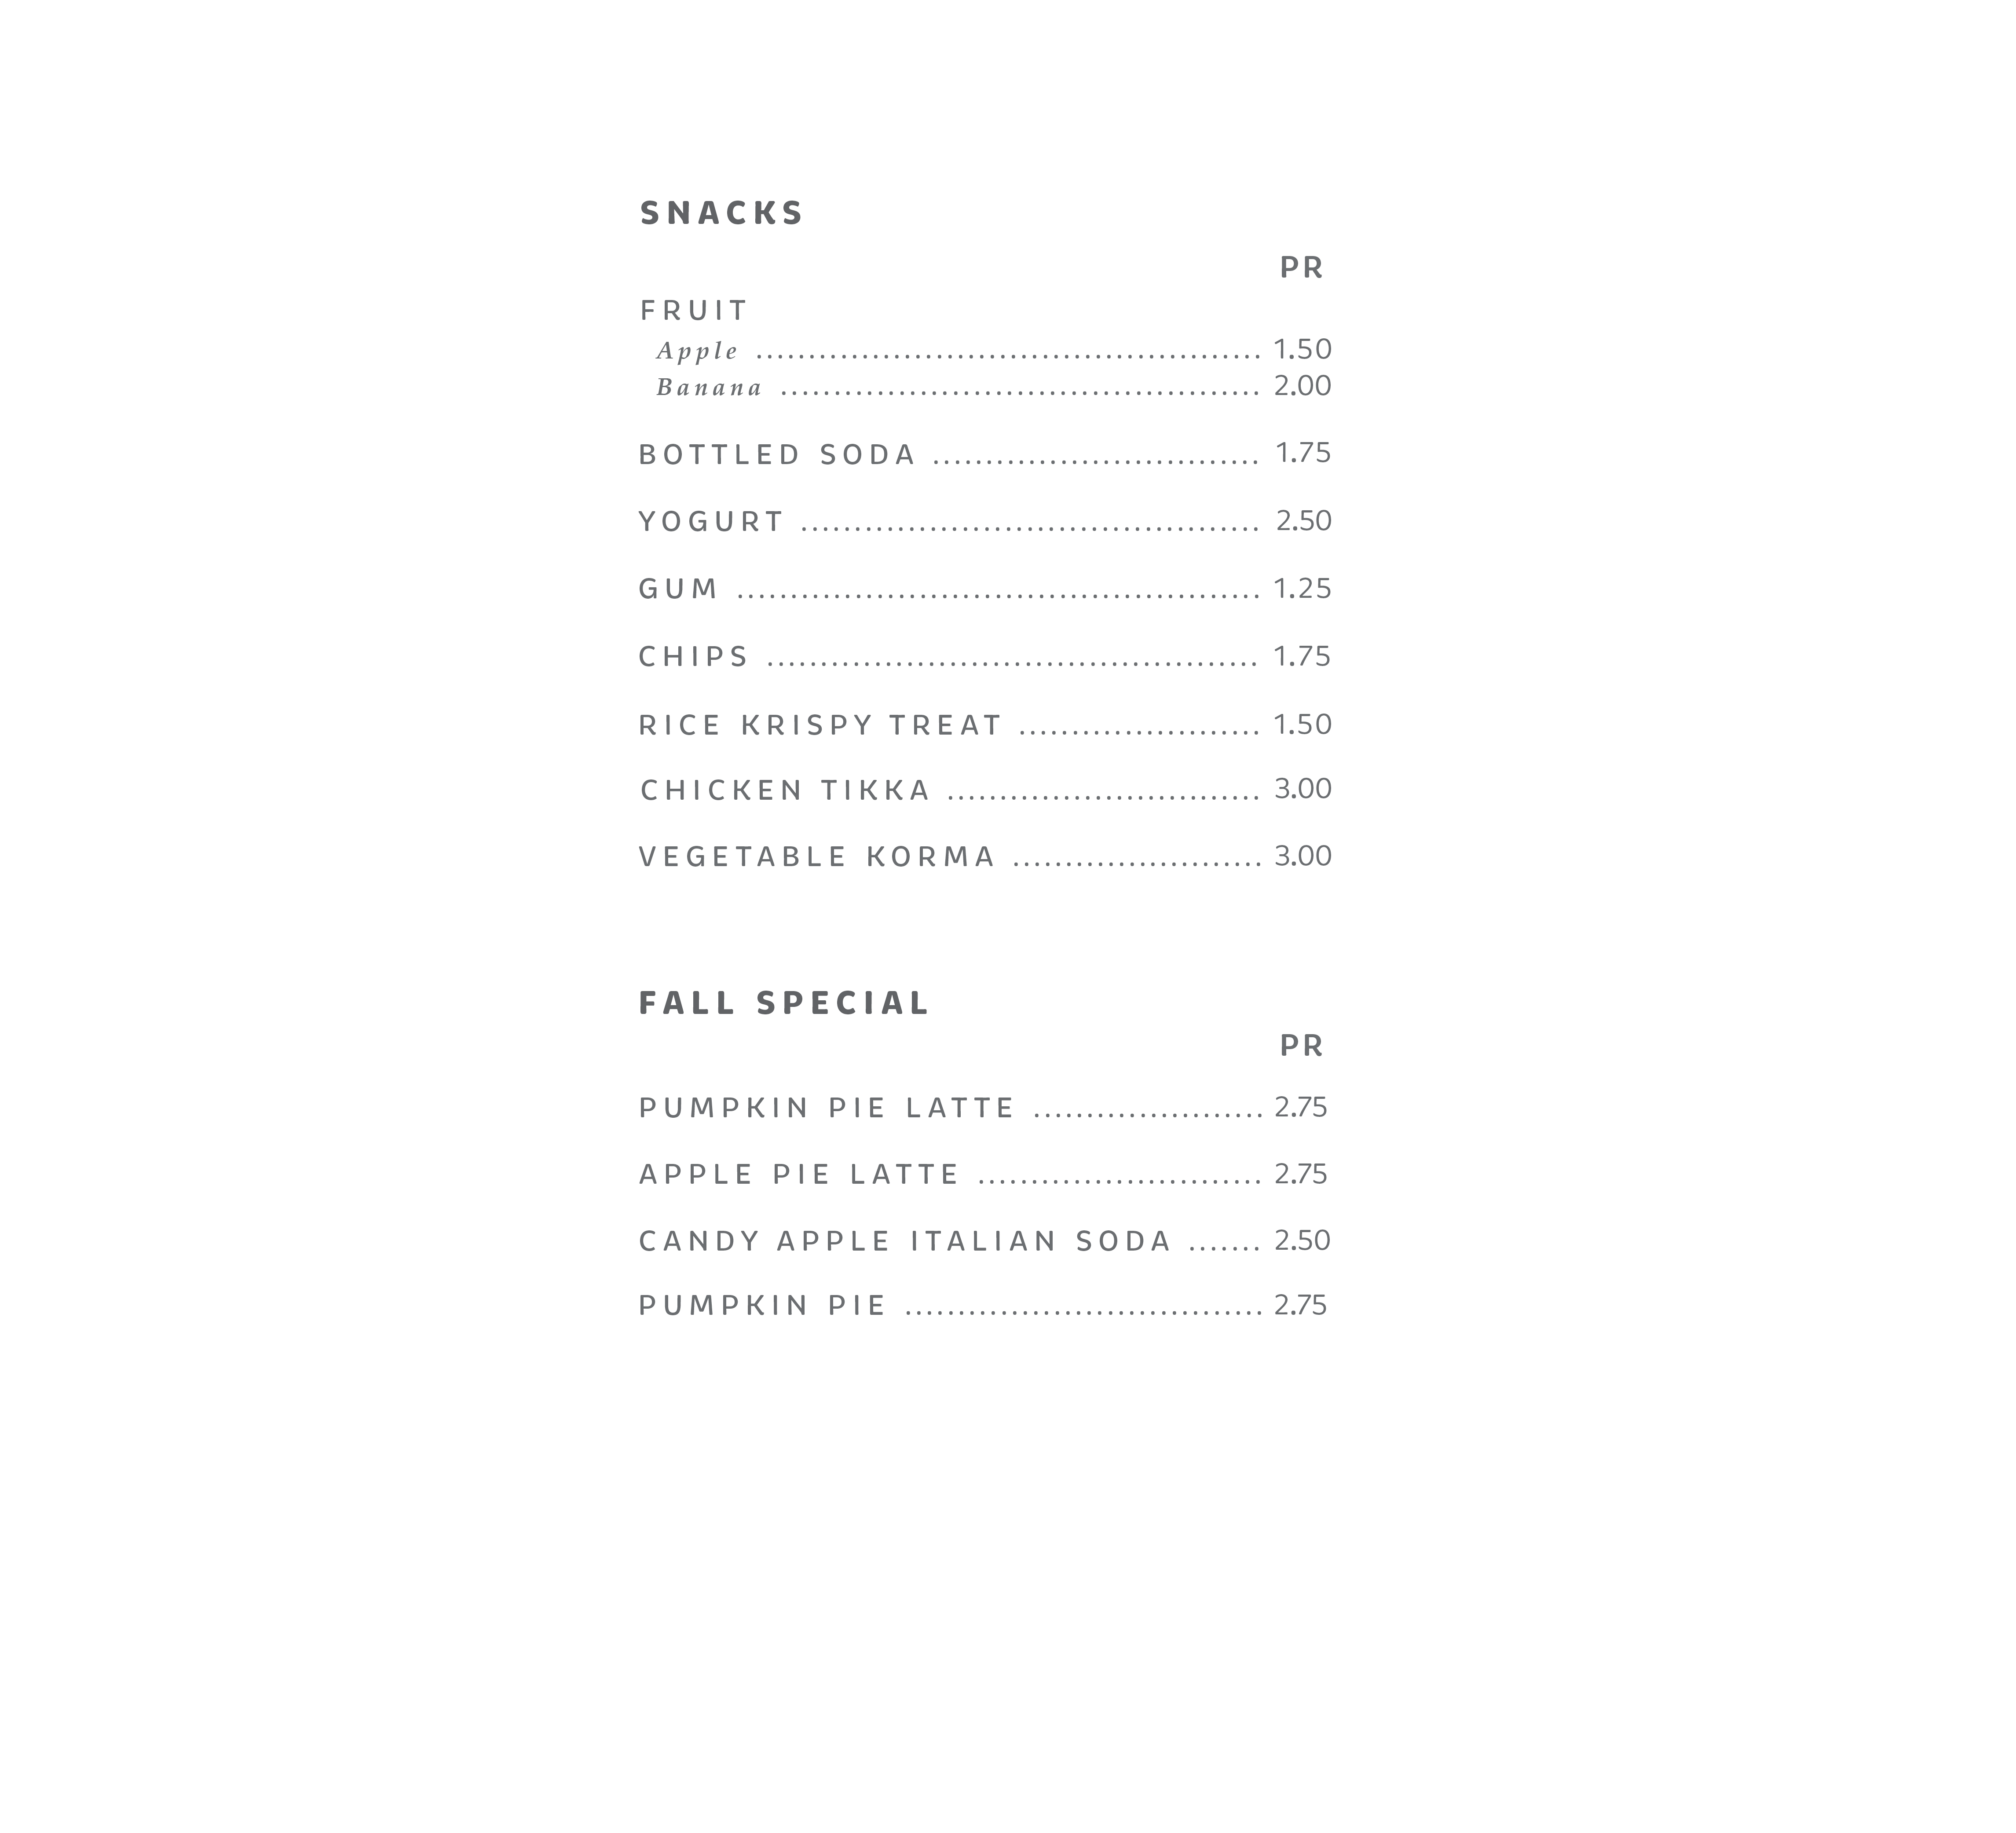 SNACKS
PR
FRUIT
Apple ............................................... 1.50
Banana ............................................. 2.00
BOTTLED SODA ............................... 1.75
YOGURT ........................................... 2.50
GUM ................................................. 1.25
CHIPS .............................................. 1.75
RICE KRISPY TREAT ....................... 1.50
CHICKEN TIKKA .............................. 3.00
VEGETABLE KORMA ....................... 3.00
FALL SPECIAL
PR
PUMPKIN PIE LATTE ...................... 2.75
APPLE PIE LATTE ........................... 2.75
CANDY APPLE ITALIAN SODA ....... 2.50
PUMPKIN PIE .................................. 2.75